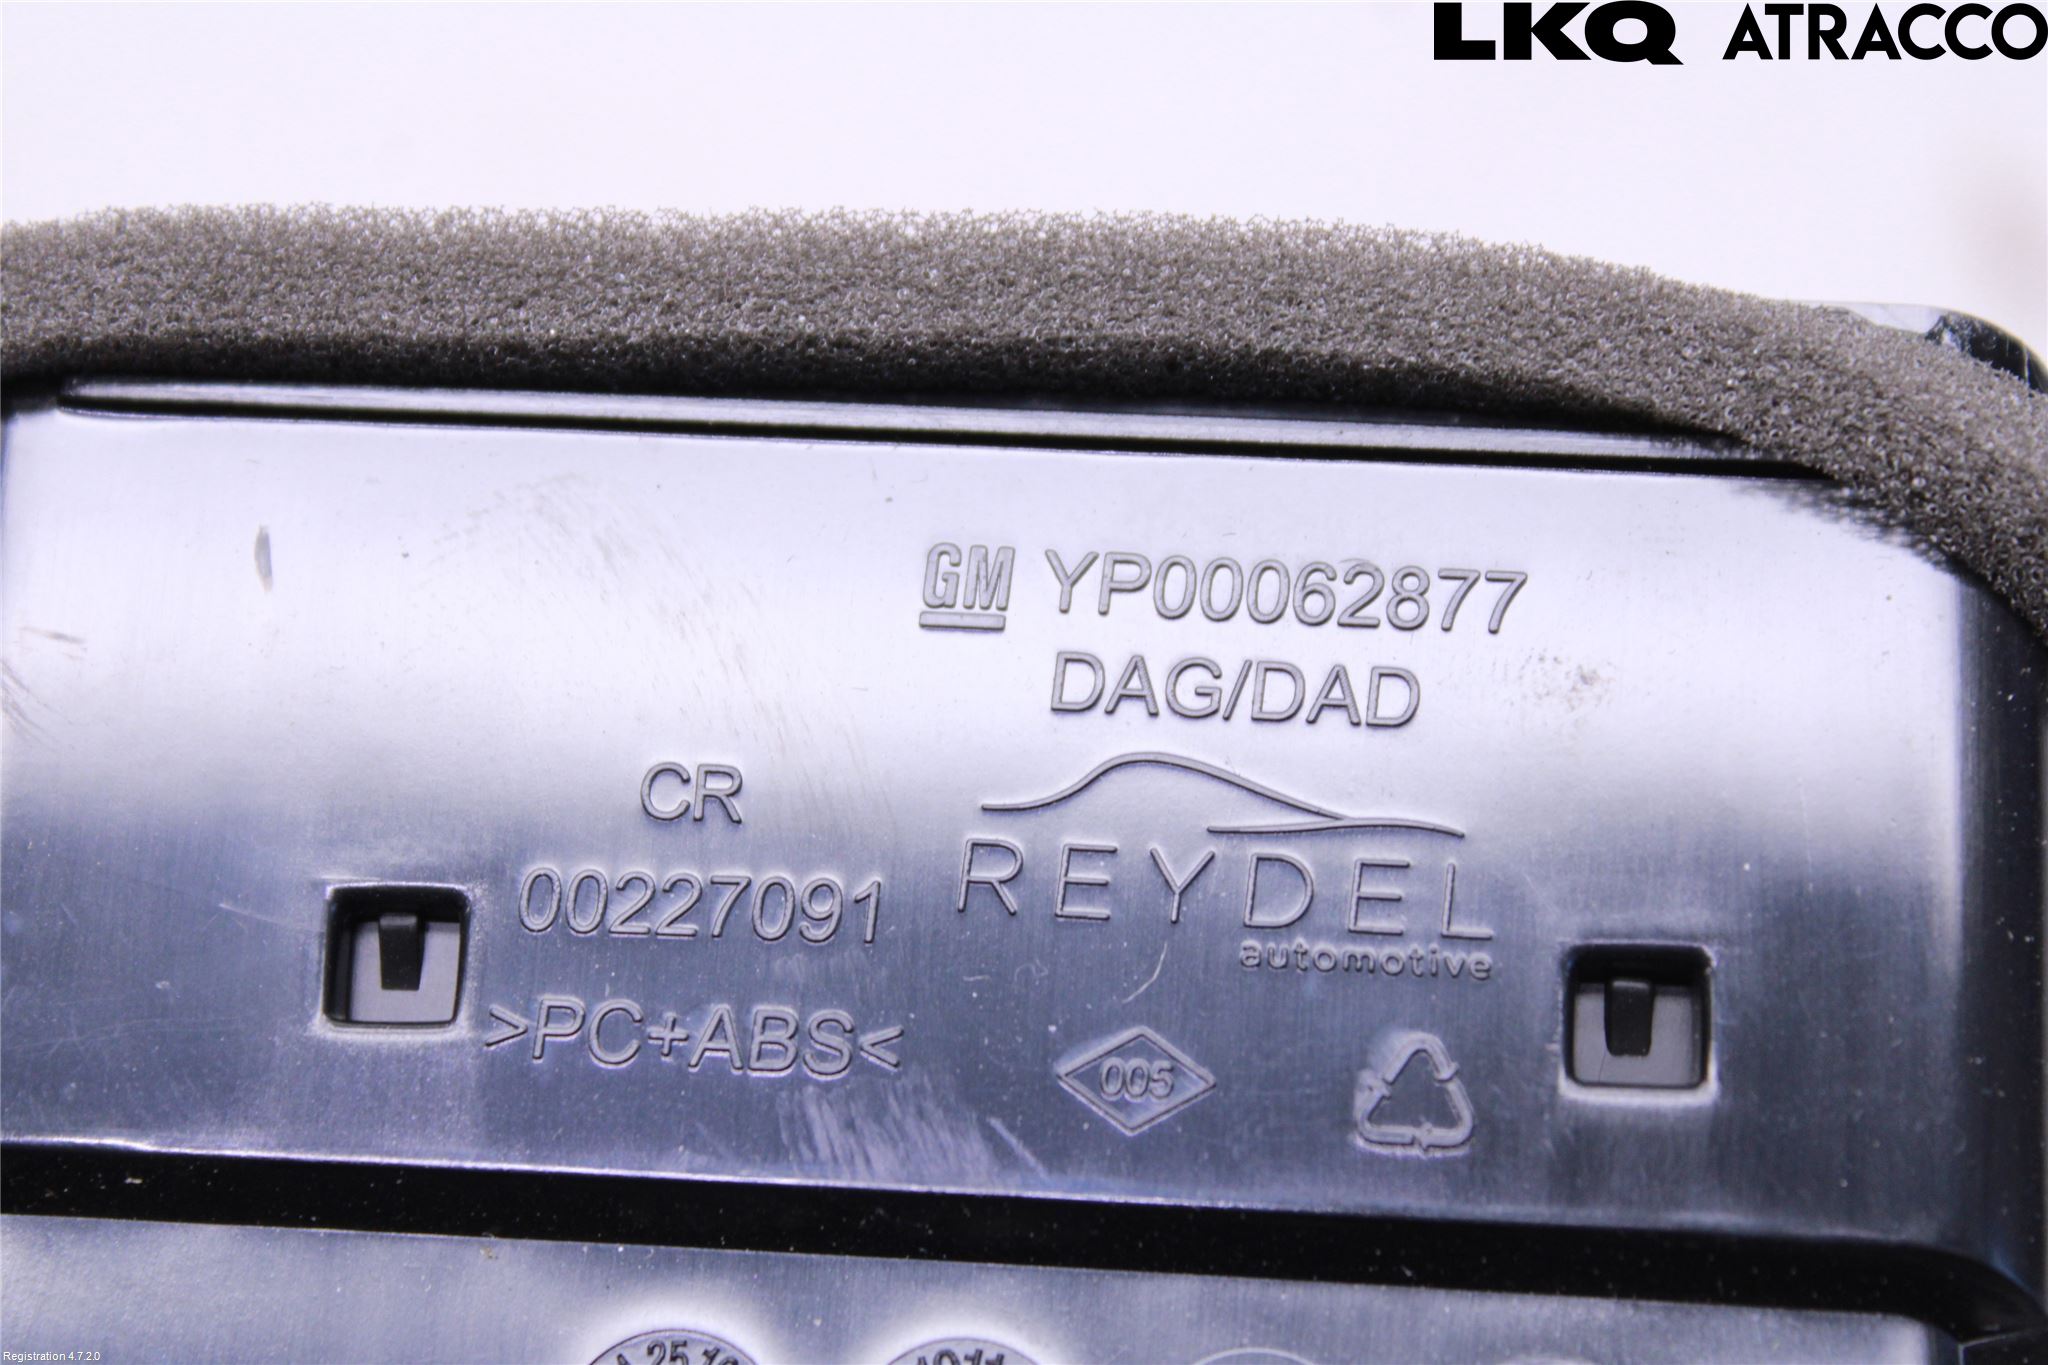 LKQ ATRACCO
GM YP00062877
DAG/DAD
CR
00227091
>PC+ABS<
REYDEL
automotive
005
Registration 4.7.2.0